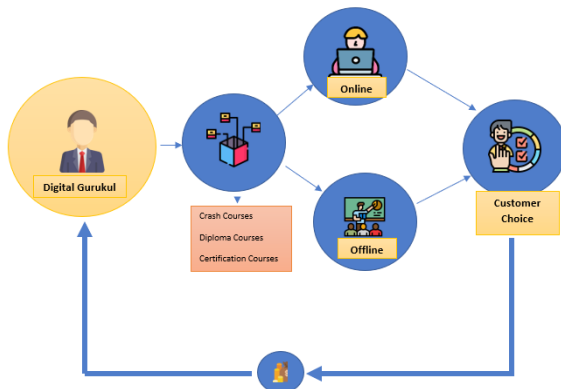 Digital Gurukul
Crash Courses
Diploma Courses
Certification Courses
Online
Offline
Customer
Choice